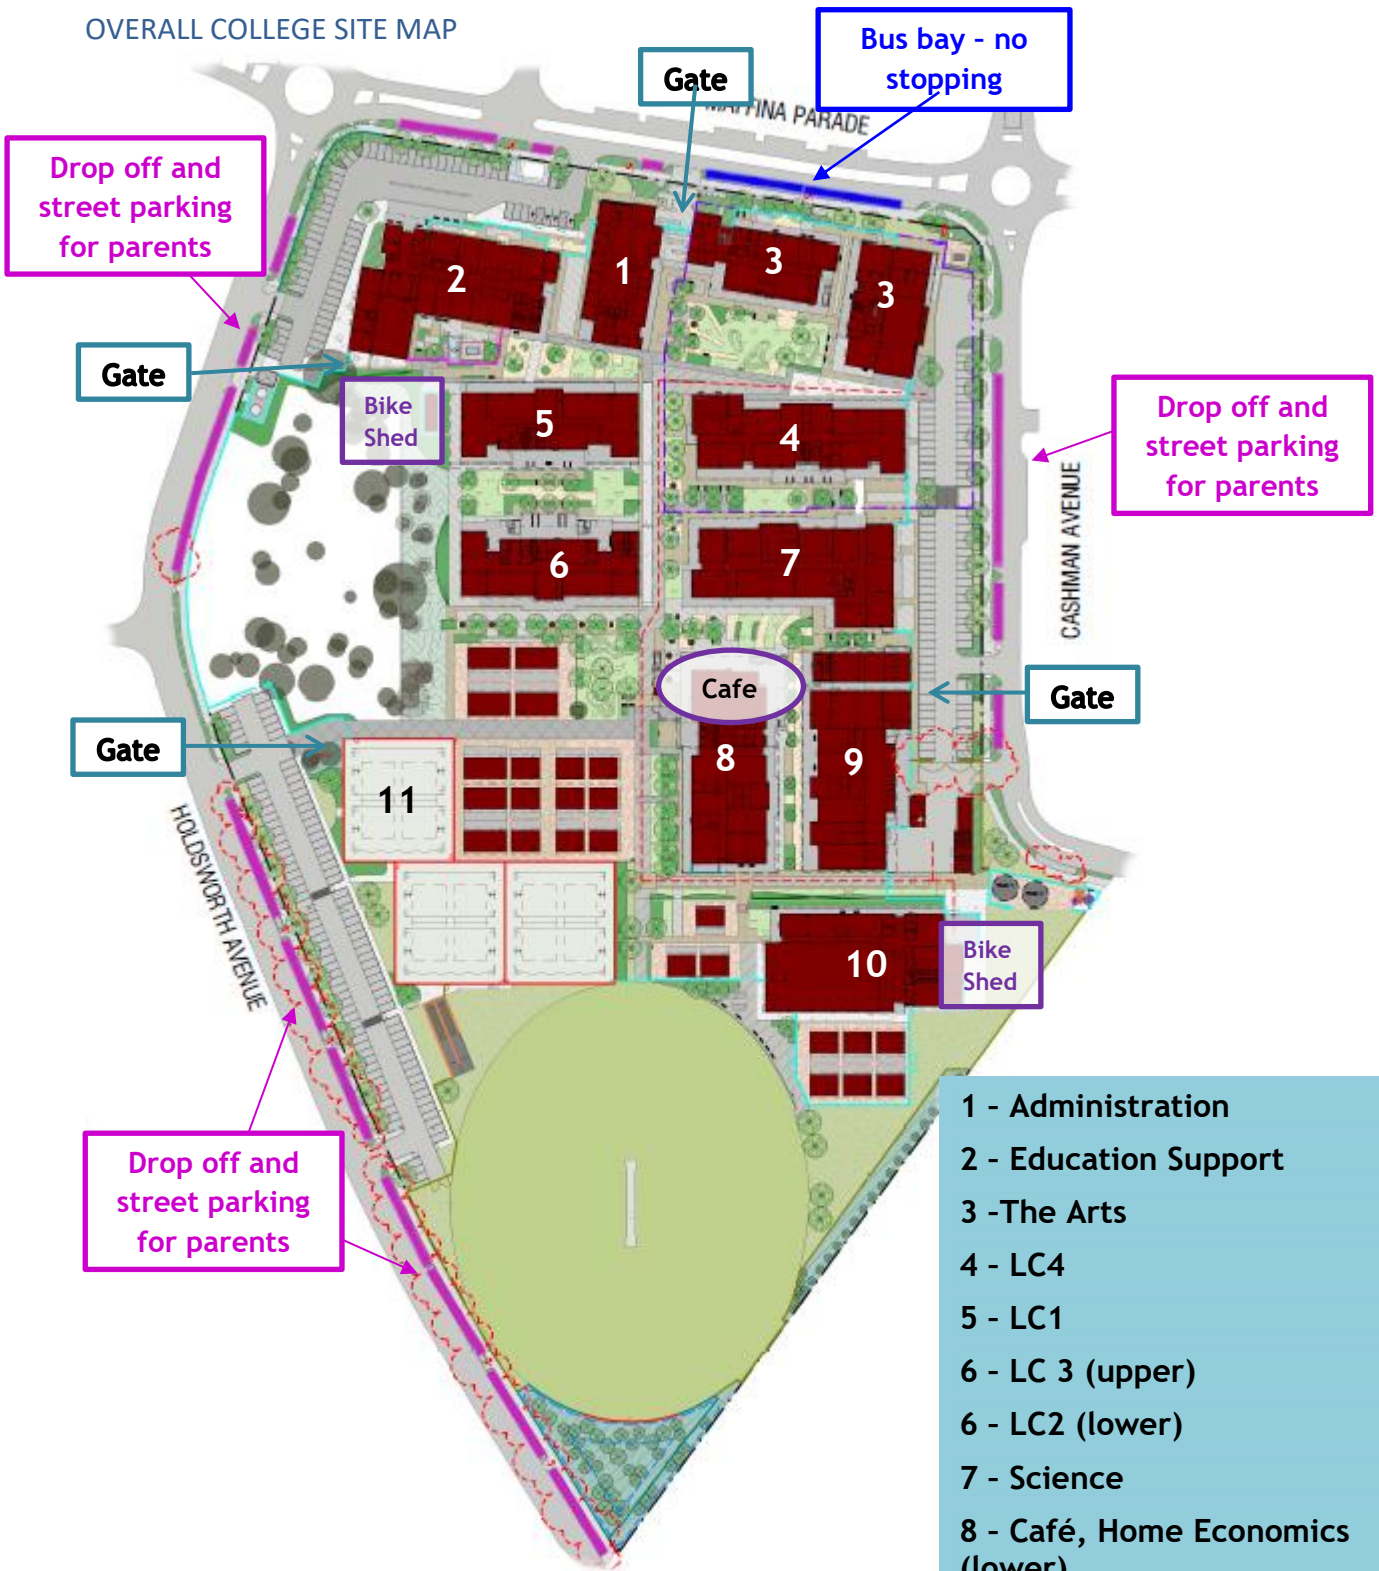 OVERALL COLLEGE SITE MAP
Bus bay - no
stopping
Gate
PARADE
Drop off and
street parking
for parents
2
1
3
3
Gate
Bike
Shed
5
4
Drop off and
street parking
for parents
CASHMAN AVENUE
6
7
Cafe
Gate
Gate
8
9
11
HOLDSWORTH AVENUE
10
Bike
Shed
Drop off and
street parking
for parents
1 - Administration
2 - Education Support
3 -The Arts
4 - LC4
5 - LC1
6 - LC 3 (upper)
6 - LC2 (lower)
7 - Science
8 - Café, Home Economics
(lower)